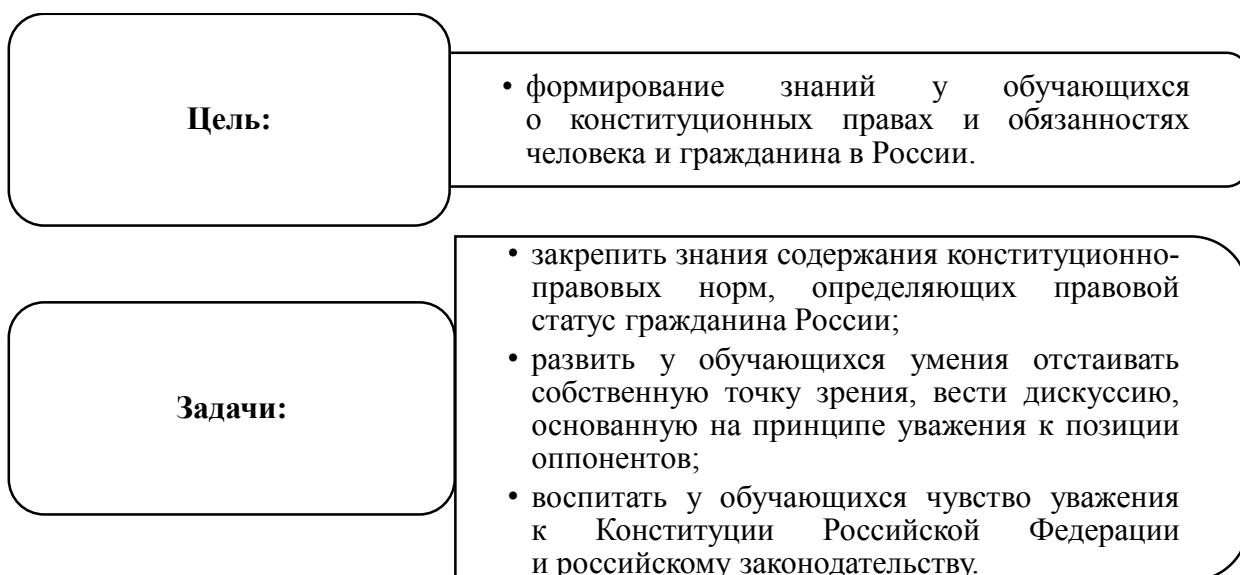 Цель:
• формирование знаний у обучающихся
о конституционных правах и обязанностях
человека и гражданина в России.
Задачи:
• закрепить знания содержания конституционно-
правовых норм, определяющих правовой
статус гражданина России;
• развить у обучающихся умения отстаивать
собственную точку зрения, вести дискуссию,
основанную на принципе уважения к позиции
оппонентов;
• воспитать у обучающихся чувство уважения
к Конституции Российской Федерации
и российскому законодательству.